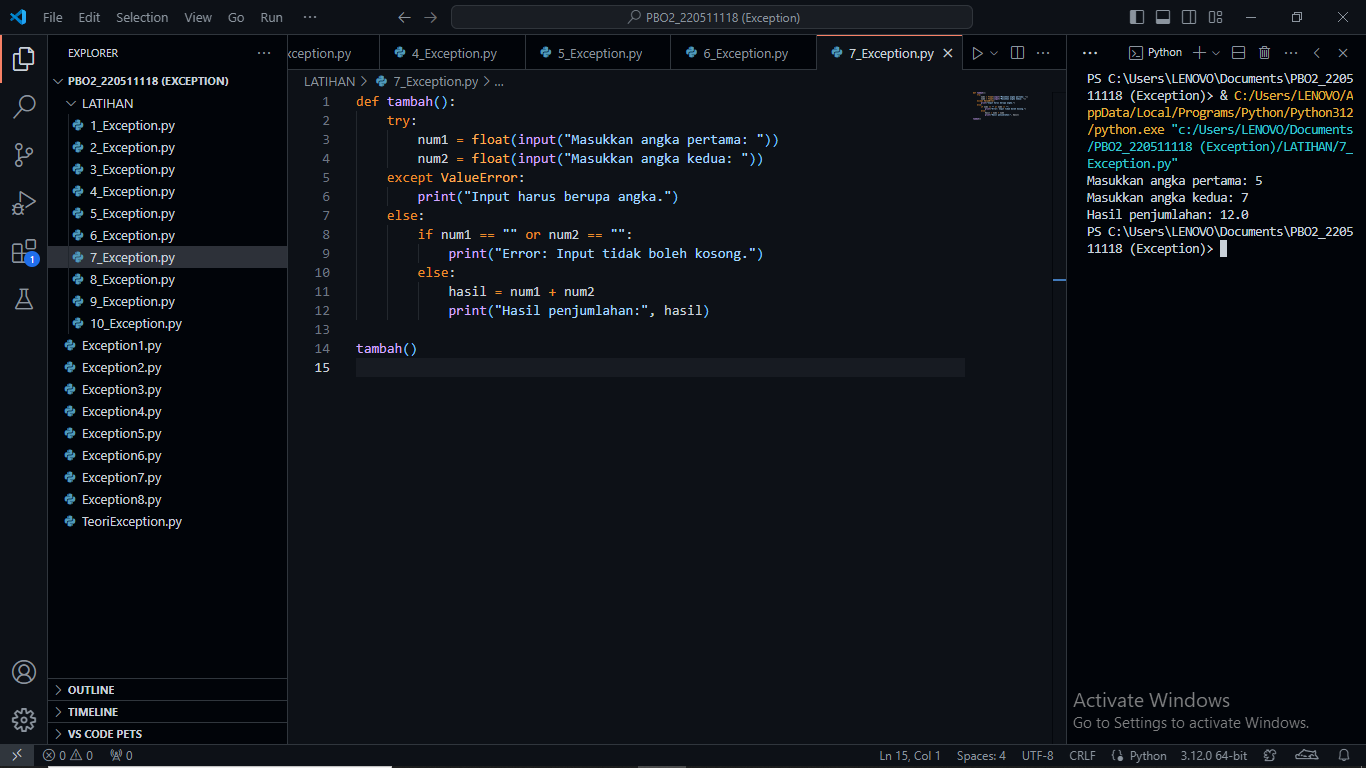 File Edit Selection View Go Run ··· PBO2_220511118 (Exception)
EXPLORER ···
PBO2_220511118 (EXCEPTION)
LATIHAN
1_Exception.py
2_Exception.py
3_Exception.py
4_Exception.py
5_Exception.py
6_Exception.py
7_Exception.py
8_Exception.py
9_Exception.py
10_Exception.py
Exception1.py
Exception2.py
Exception3.py
Exception4.py
Exception5.py
Exception6.py
Exception7.py
Exception8.py
TeoriException.py
OUTLINE
TIMELINE
VS CODE PETS
1
xception.py 4_Exception.py 5_Exception.py 6_Exception.py 7_Exception.py
LATIHAN > 7_Exception.py > ...
1 def tambah():
2 try:
3 num1 = float(input("Masukkan angka pertama: "))
4 num2 = float(input("Masukkan angka kedua: "))
5 except ValueError:
6 print("Input harus berupa angka.")
7 else:
8 if num1 == "" or num2 == "":
9 print("Error: Input tidak boleh kosong.")
10 else:
11 hasil = num1 + num2
12 print("Hasil penjumlahan:", hasil)
13
14 tambah()
15
··· Python ···
PS C:\Users\LENOVO\Documents\PBO2_2205
11118 (Exception)> & C:/Users/LENOVO/A
ppData/Local/Programs/Python/Python312
/python.exe "c:/Users/LENOVO/Documents
/PBO2_220511118 (Exception)/LATIHAN/7_
Exception.py"
Masukkan angka pertama: 5
Masukkan angka kedua: 7
Hasil penjumlahan: 12.0
PS C:\Users\LENOVO\Documents\PBO2_2205
11118 (Exception)>
Activate Windows
Go to Settings to activate Windows.
0 0 0 Ln 15, Col 1 Spaces: 4 UTF-8 CRLF Python 3.12.0 64-bit